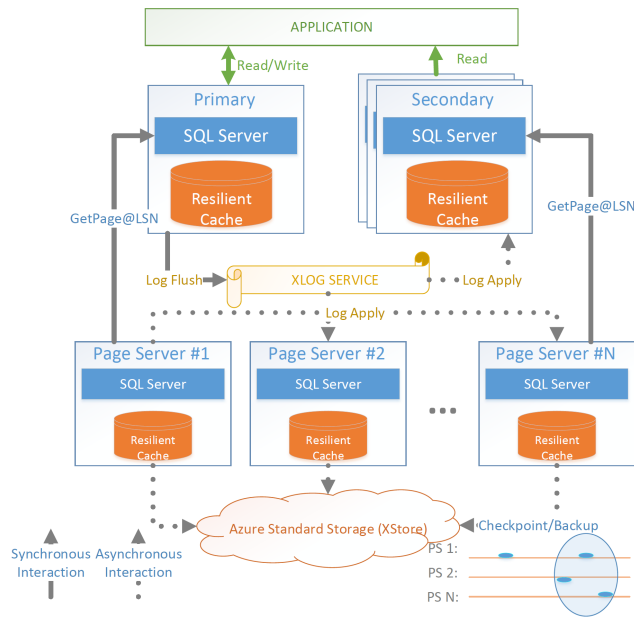 APPLICATION
Read/Write
Read
Primary
Secondary
SQL Server
SQL Server
Resilient
Cache
Resilient
Cache
GetPage@LSN
GetPage@LSN
Log Flush
XLOG SERVICE
Log Apply
Log Apply
Page Server #1
Page Server #2
Page Server #N
SQL Server
SQL Server
SQL Server
Resilient
Cache
Resilient
Cache
Resilient
Cache
Azure Standard Storage (XStore)
Checkpoint/Backup
Synchronous
Interaction
Asynchronous
Interaction
PS 1:
PS 2:
PS N: